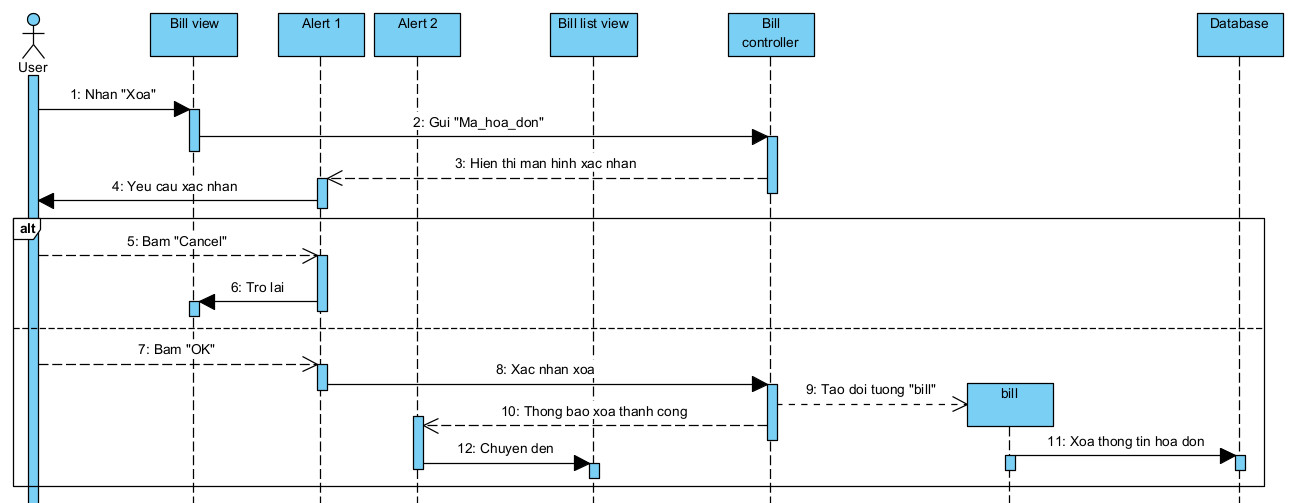 User
Bill view
Alert 1
Alert 2
Bill list view
Bill
controller
Database
1: Nhan "Xoa"
2: Gui "Ma_hoa_don"
3: Hien thi man hinh xac nhan
4: Yeu cau xac nhan
alt
5: Bam "Cancel"
6: Tro lai
7: Bam "OK"
8: Xac nhan xoa
9: Tao doi tuong "bill"
bill
10: Thong bao xoa thanh cong
11: Xoa thong tin hoa don
12: Chuyen den